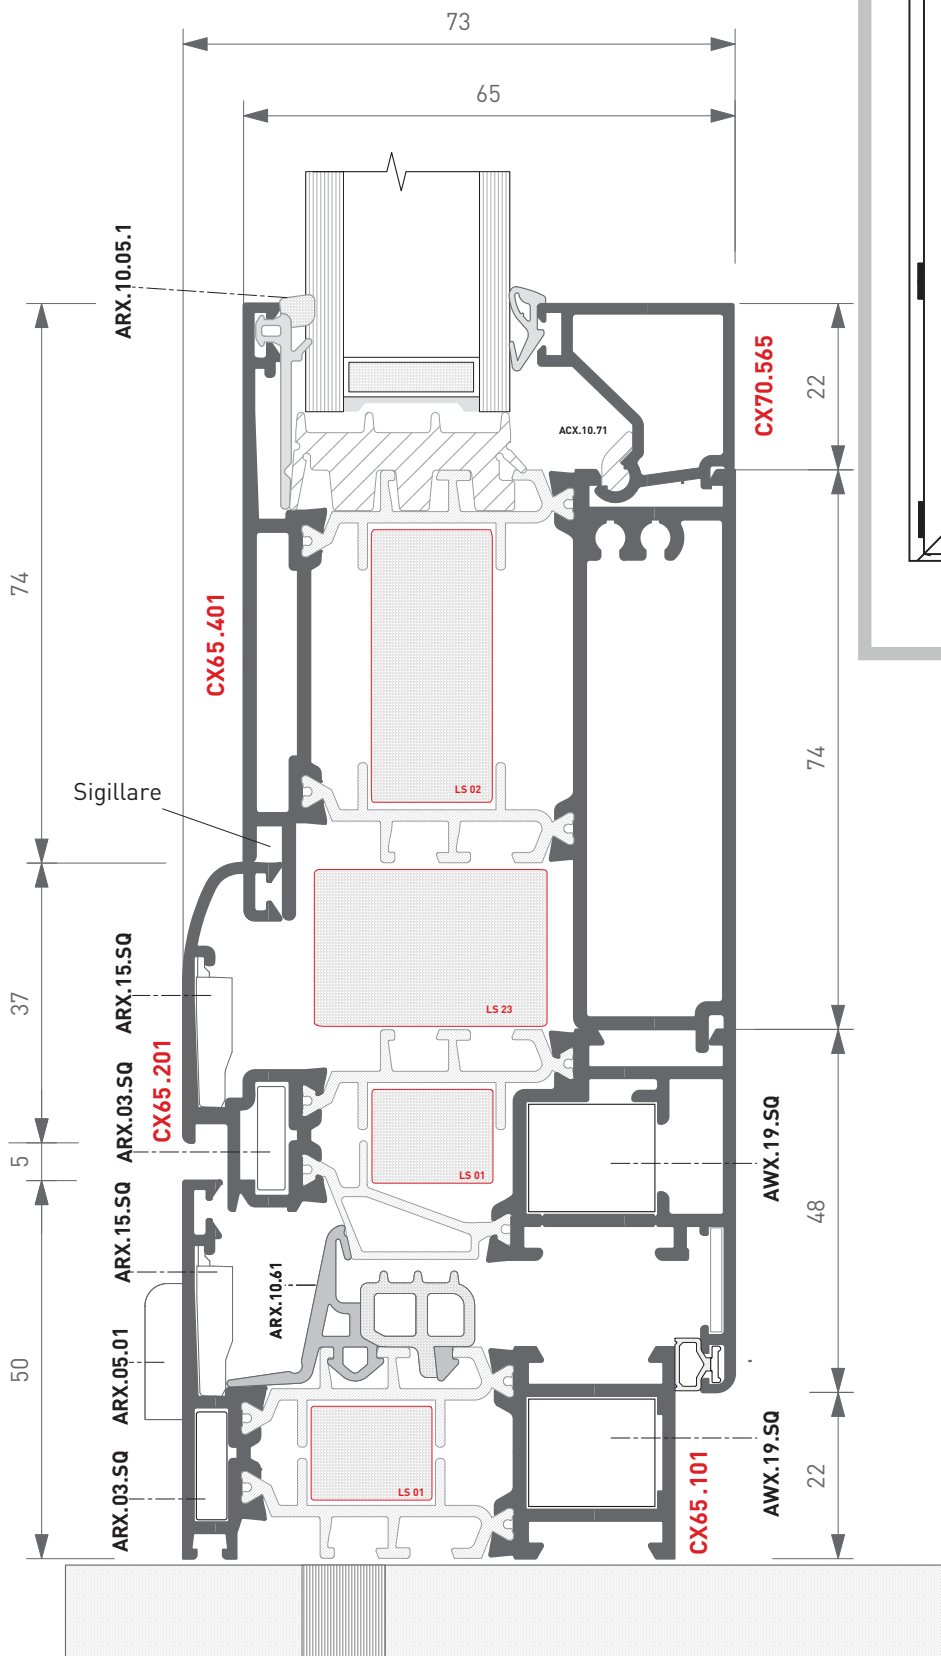 73
65
ARX.10.05.1
CX70.565
22
ACX.10.71
74
CX65.401
LS 02
74
Sigillare
LS 23
ARX.15.SQ
37
CX65.201
ARX.03.SQ
LS 01
AWX.19.SQ
5
ARX.15.SQ
48
ARX.10.61
50
ARX.05.01
LS 01
ARX.03.SQ
CX65.101
AWX.19.SQ
22